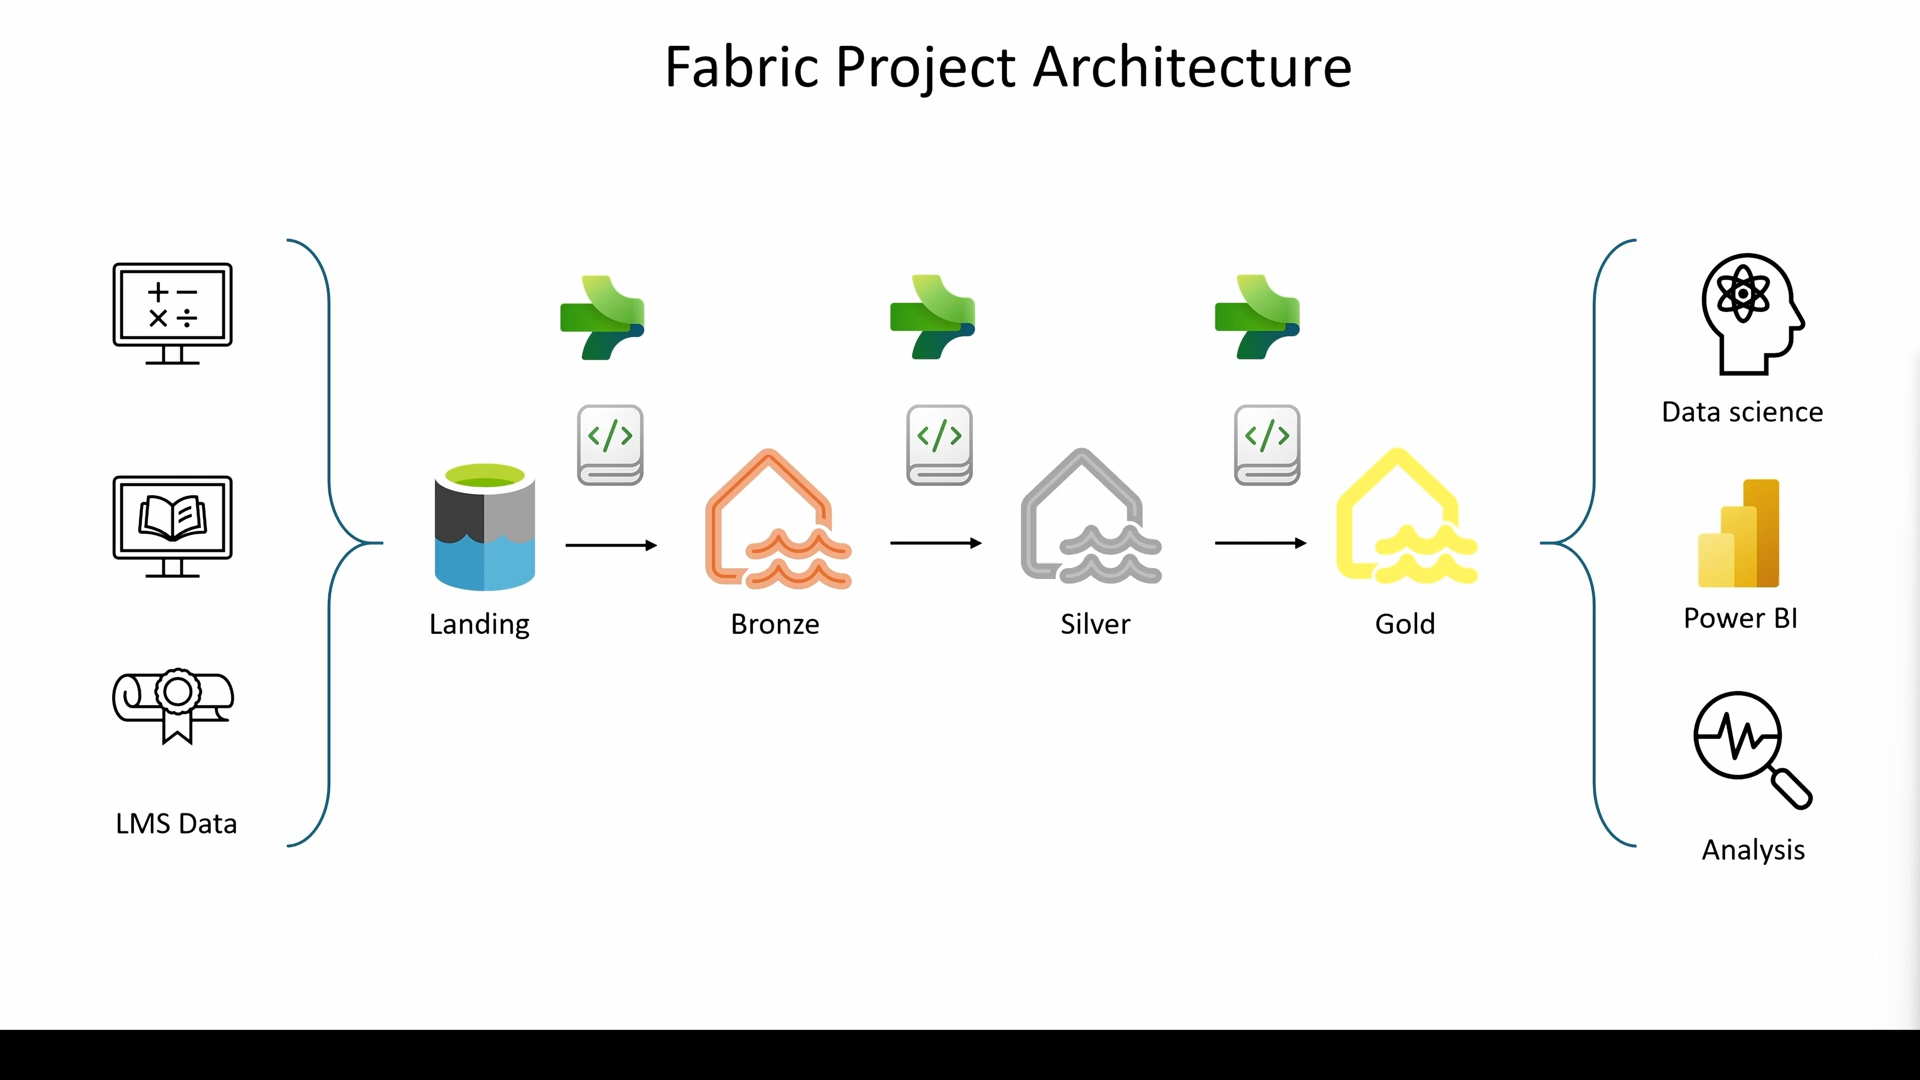 Fabric Project Architecture
LMS Data
Landing
Bronze
Silver
Gold
Data science
Power BI
Analysis